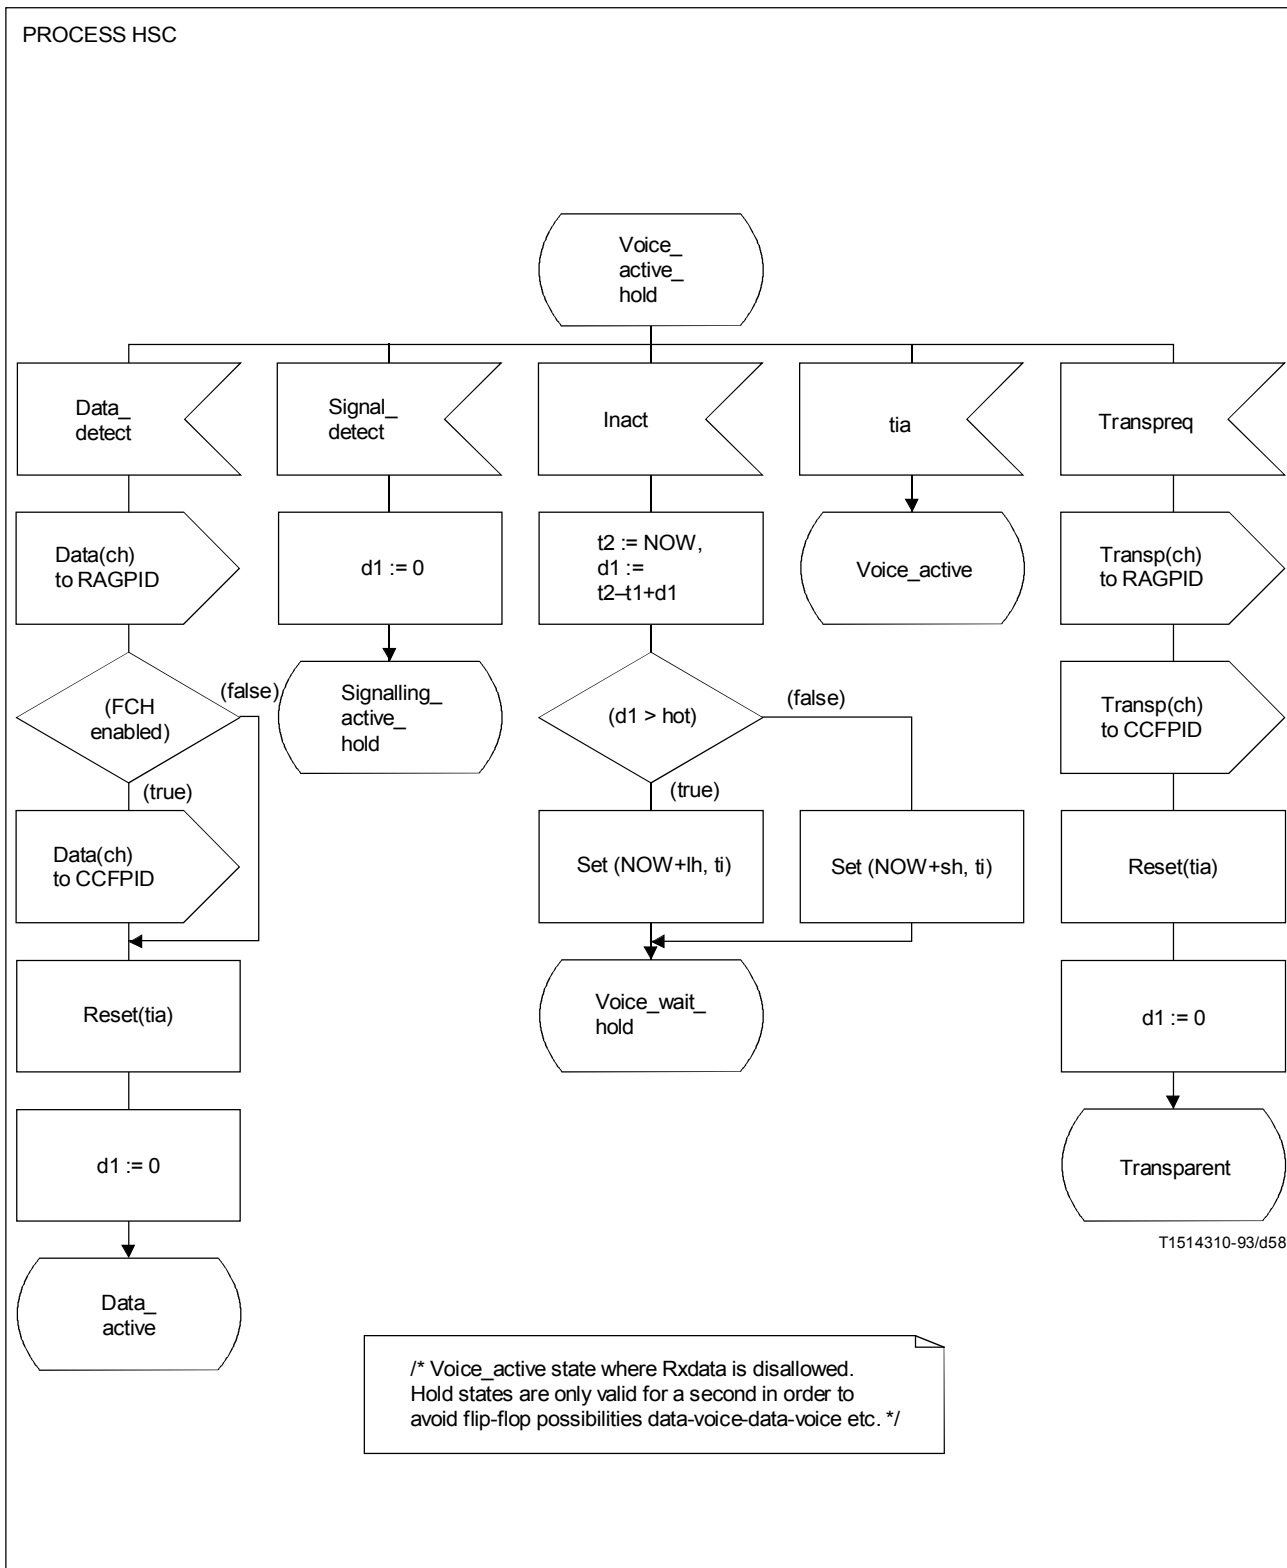 PROCESS HSC
Voice_
active_
hold
Data_
detect
Signal_
detect
Inact
tia
Transpreq
Data(ch)
to RAGPID
d1 := 0
t2 := NOW,
d1 :=
t2–t1+d1
Voice_active
Transp(ch)
to RAGPID
(FCH
enabled)
(false)
(true)
Signalling_
active_
hold
(d1 > hot)
(false)
(true)
Transp(ch)
to CCFPID
Data(ch)
to CCFPID
Set (NOW+lh, ti)
Set (NOW+sh, ti)
Reset(tia)
Reset(tia)
Voice_wait_
hold
d1 := 0
d1 := 0
Transparent
T1514310-93/d58
Data_
active
/* Voice_active state where Rxdata is disallowed.
Hold states are only valid for a second in order to
avoid flip-flop possibilities data-voice-data-voice etc. */